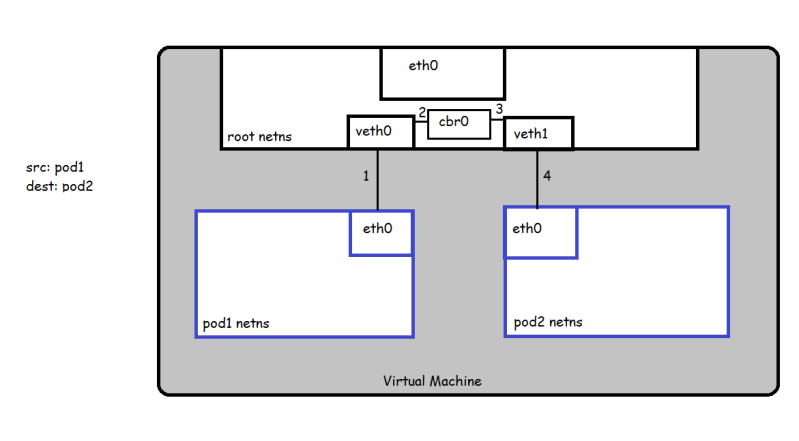 eth0
2
3
cbr0
veth0
veth1
root netns
src: pod1
dest: pod2
1
4
eth0
eth0
pod1 netns
pod2 netns
Virtual Machine